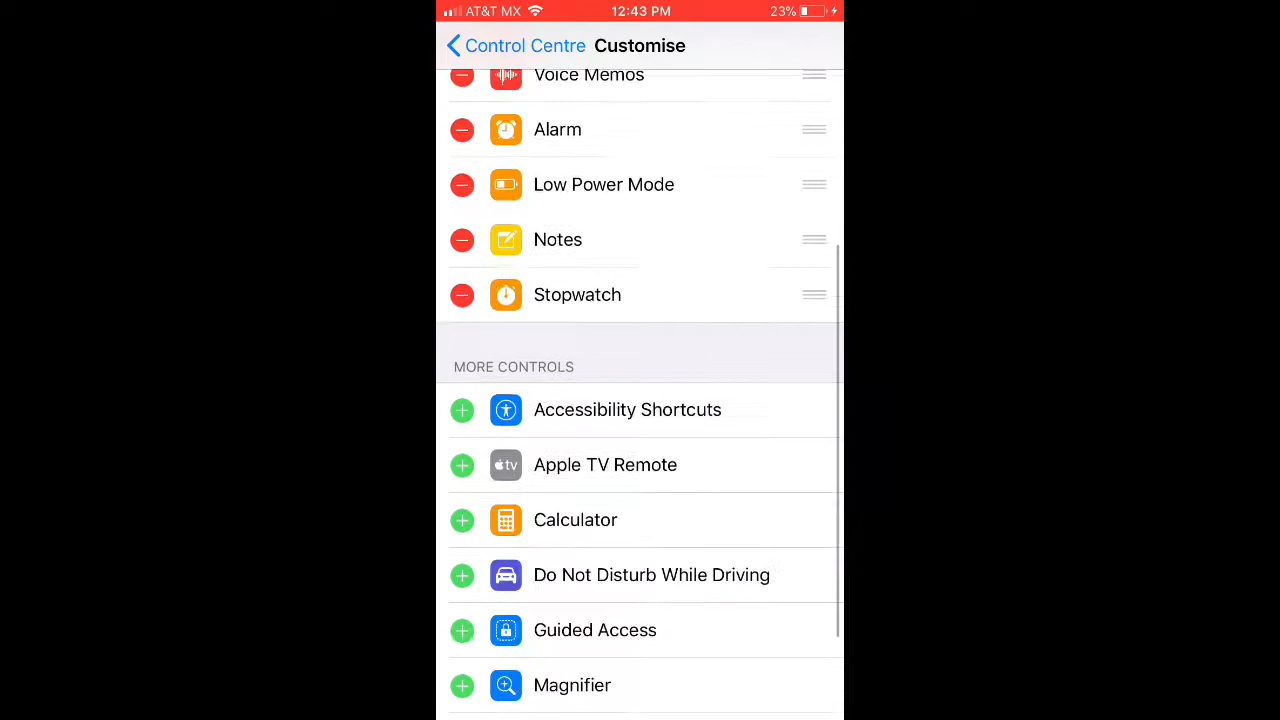 AT&T MX 12:43 PM 23%
Control Centre Customise
Voice Memos
Alarm
Low Power Mode
Notes
Stopwatch
MORE CONTROLS
Accessibility Shortcuts
tv Apple TV Remote
Calculator
Do Not Disturb While Driving
Guided Access
Magnifier